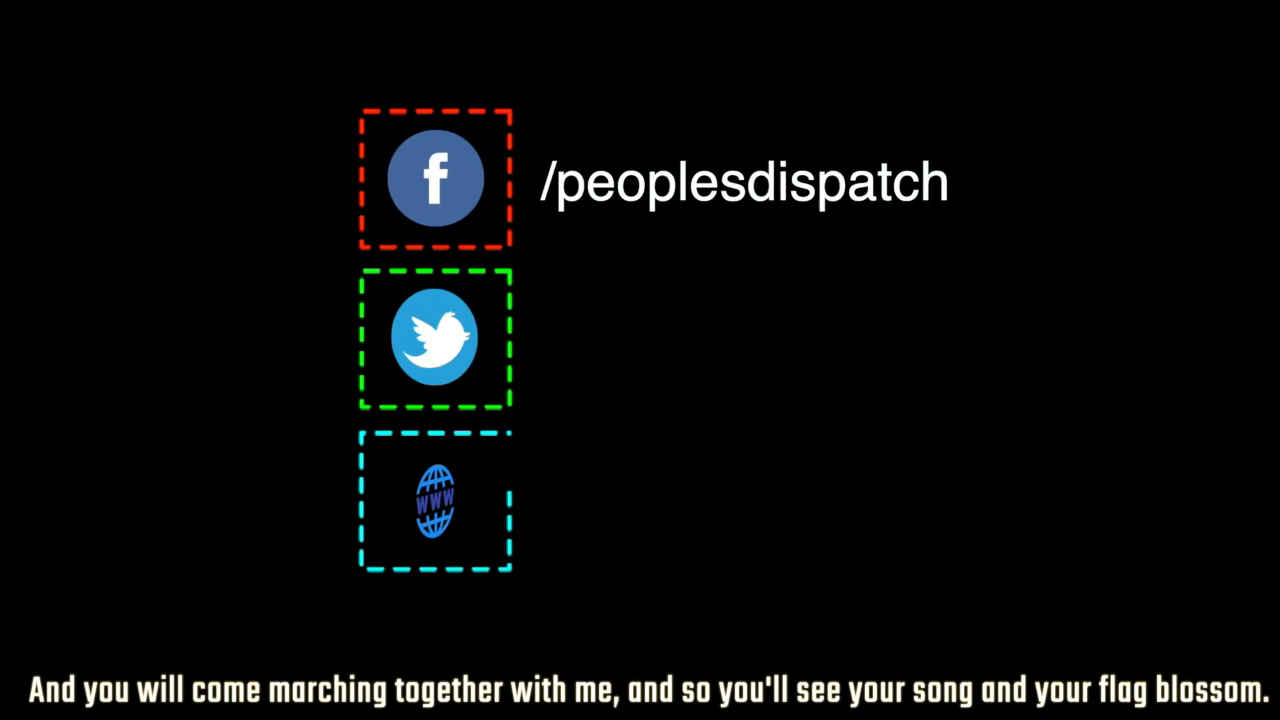 f
/peoplesdispatch
WWW
And you will come marching together with me, and so you'll see your song and your flag blossom.